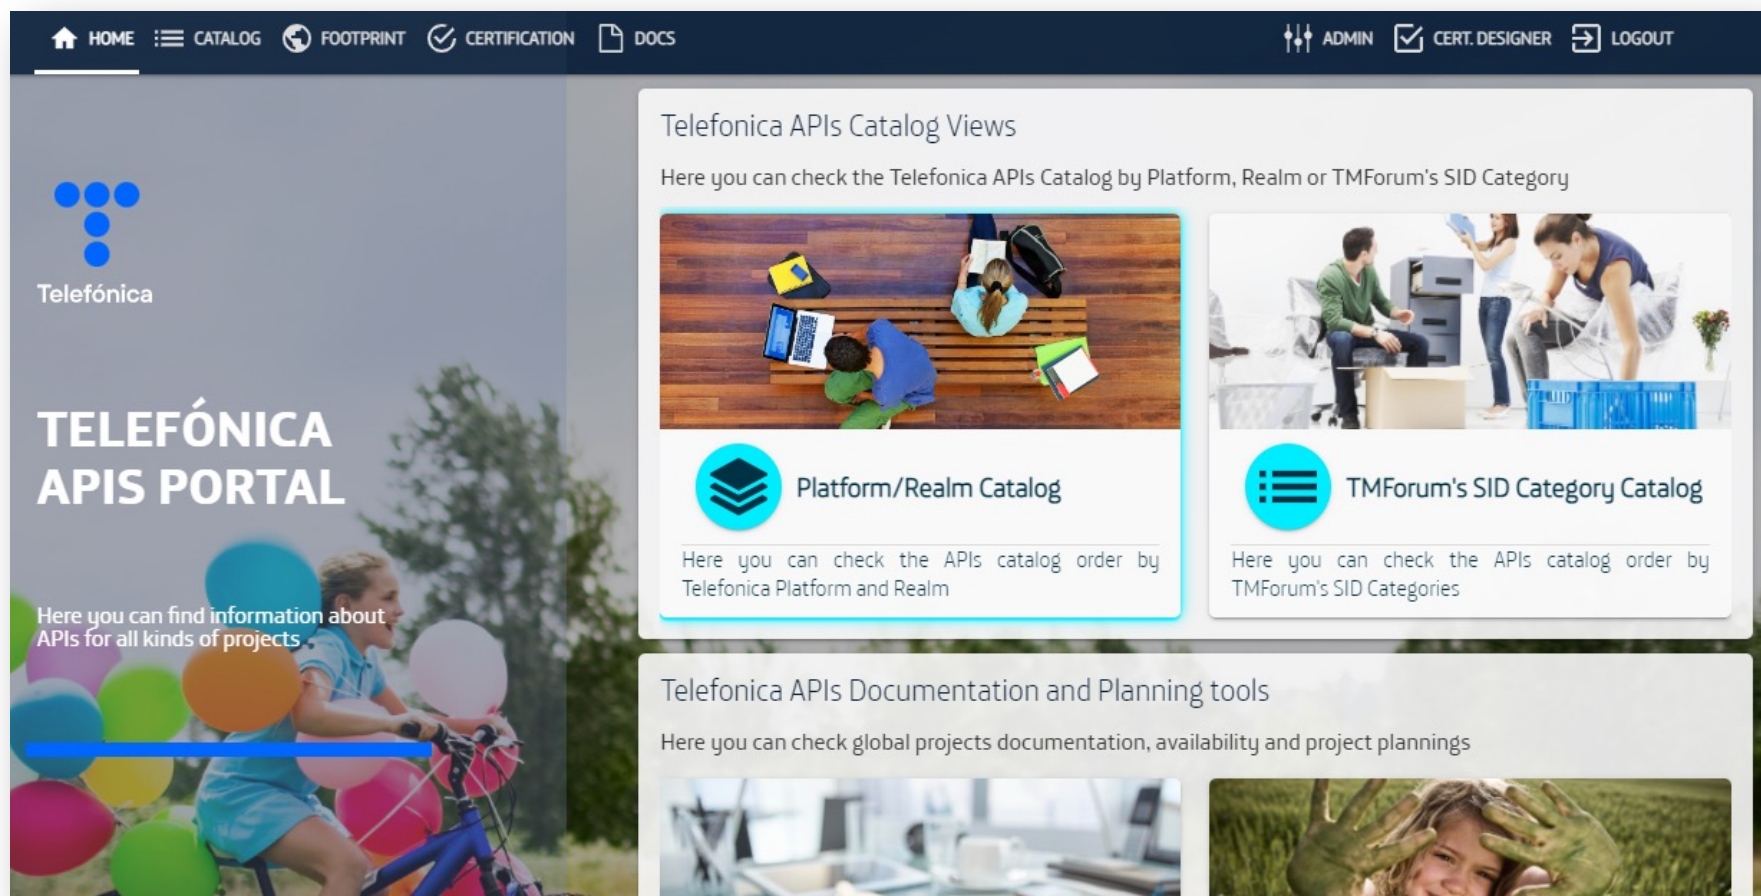 HOME
CATALOG
FOOTPRINT
CERTIFICATION
DOCS
ADMIN
CERT. DESIGNER
LOGOUT
Telefónica
TELEFÓNICA
APIS PORTAL
Here you can find information about
APIs for all kinds of projects
Telefonica APIs Catalog Views
Here you can check the Telefonica APIs Catalog by Platform, Realm or TMForum's SID Category
Platform/Realm Catalog
Here you can check the APIs catalog order by
Telefonica Platform and Realm
TMForum's SID Category Catalog
Here you can check the APIs catalog order by
TMForum's SID Categories
Telefonica APIs Documentation and Planning tools
Here you can check global projects documentation, availability and project plannings